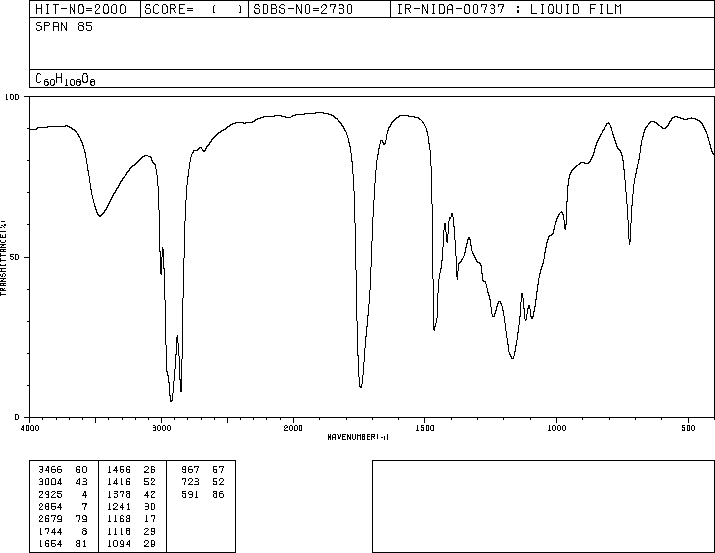 HIT-NO=2000 SCORE= ( ) SDBS-NO=2730 IR-NIDA-00737 : LIQUID FILM
SPAN 85
C60H108O8
100
50
0
TRANSMITTANCE(%)
4000 3000 2000 1500 1000 500
WAVENUMBER(-1)
3466 60 1466 26 967 57
3004 43 1416 52 723 52
2925 4 1378 42 591 86
2854 7 1241 30
2679 79 1168 17
1744 8 1118 29
1654 81 1094 29